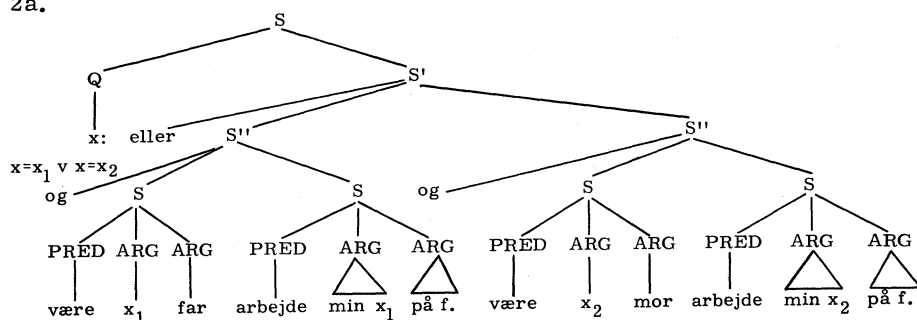 2a.
S
Q S'
x: eller S'' S''
x=x₁ v x=x₂
og S S og S S
PRED ARG ARG PRED ARG ARG PRED ARG ARG PRED ARG ARG
være x₁ far arbejde min x₁ på f. være x₂ mor arbejde min x₂ på f.